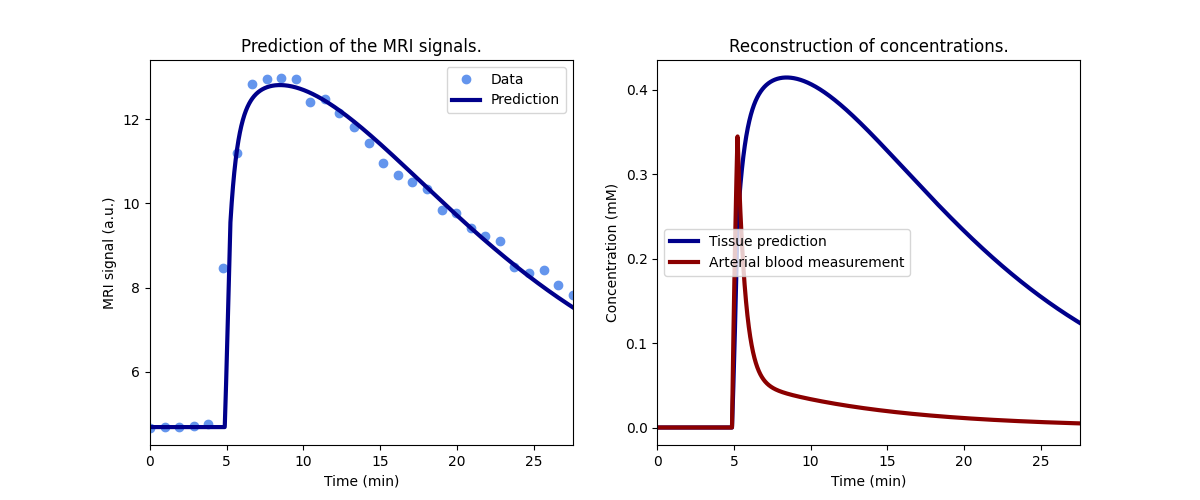 Prediction of the MRI signals.
MRI signal (a.u.)
12
10
8
6
Data
Prediction
0
5
10
15
20
25
Time (min)
Reconstruction of concentrations.
Concentration (mM)
0.4
0.3
0.2
0.1
0.0
Tissue prediction
Arterial blood measurement
0
5
10
15
20
25
Time (min)